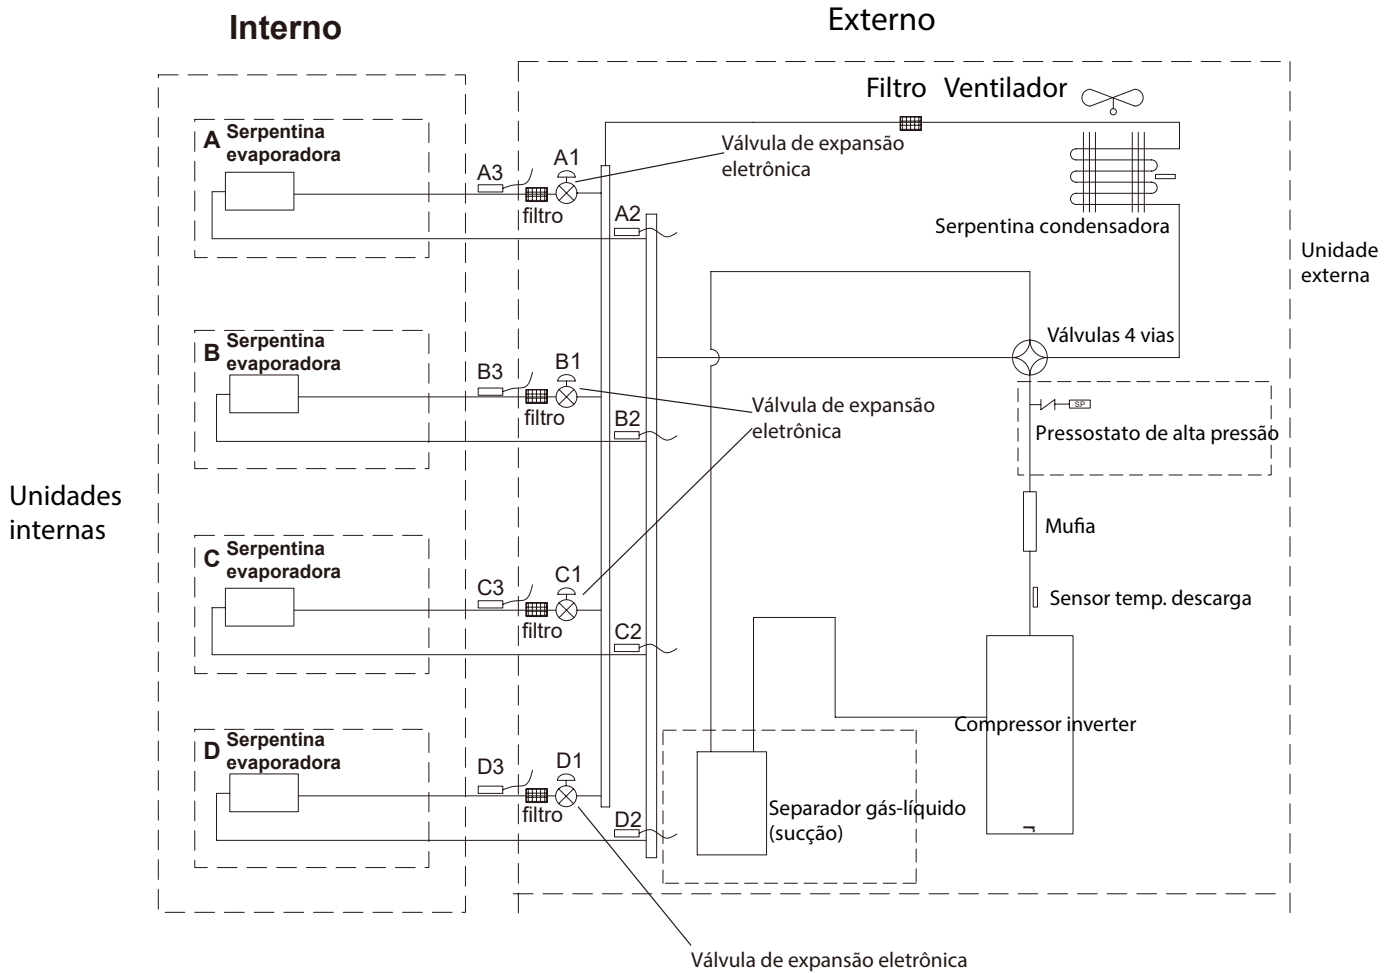 Interno
Externo
Filtro Ventilador
A Serpentina
evaporadora
A3
A1
Válvula de expansão
eletrônica
filtro
A2
Serpentina condensadora
Unidade
externa
Válvulas 4 vias
B Serpentina
evaporadora
B3
B1
filtro
B2
Válvula de expansão
eletrônica
SP
Pressostato de alta pressão
Unidades
internas
Mufia
C Serpentina
evaporadora
C3
C1
filtro
C2
Sensor temp. descarga
Compressor inverter
D Serpentina
evaporadora
D3
D1
filtro
D2
Separador gás-líquido
(sucção)
r
Válvula de expansão eletrônica